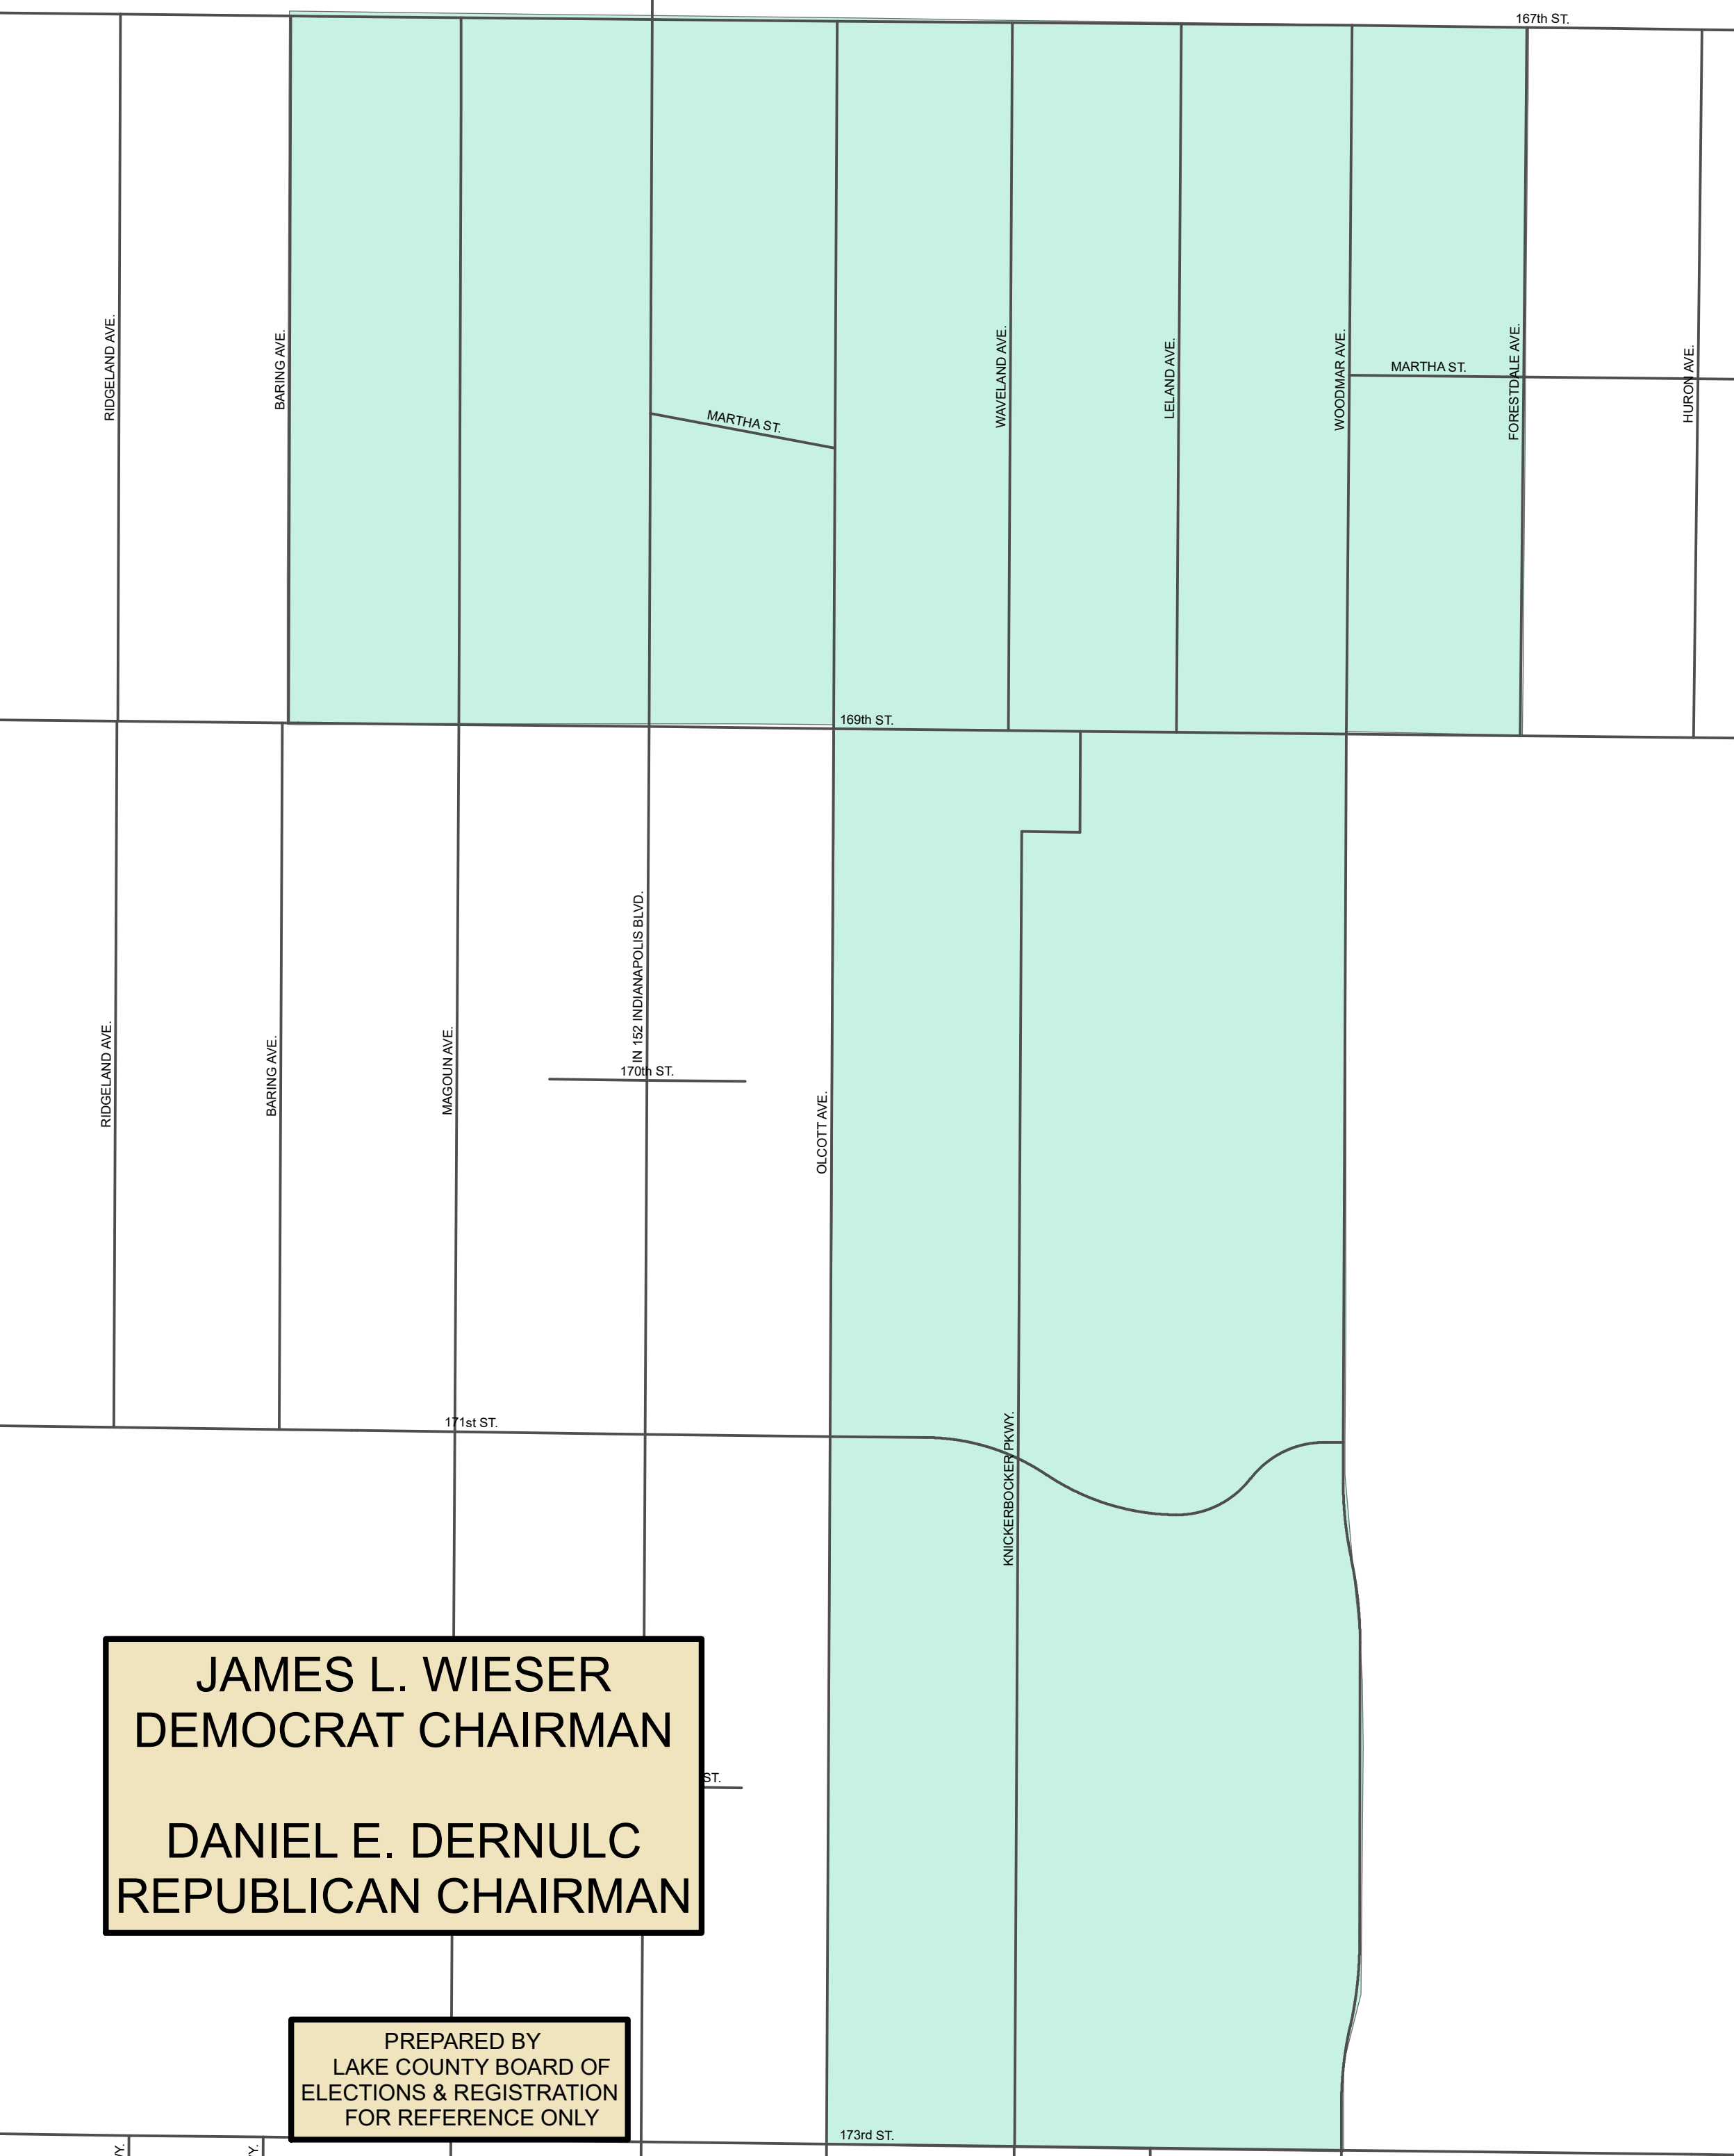 167th ST.
RIDGELAND AVE.
BARING AVE.
WAVELAND AVE.
LELAND AVE.
WOODMAR AVE.
MARTHA ST.
FORESTDALE AVE.
HURON AVE.
MARTHA ST.
169th ST.
RIDGELAND AVE.
BARING AVE.
MAGOUN AVE.
IN 152 INDIANAPOLIS BLVD.
170th ST.
OLCOTT AVE.
171st ST.
KNICKERBOCKER PKWY.
JAMES L. WIESER
DEMOCRAT CHAIRMAN
DANIEL E. DERNULC
REPUBLICAN CHAIRMAN
ST.
PREPARED BY
LAKE COUNTY BOARD OF
ELECTIONS & REGISTRATION
FOR REFERENCE ONLY
173rd ST.